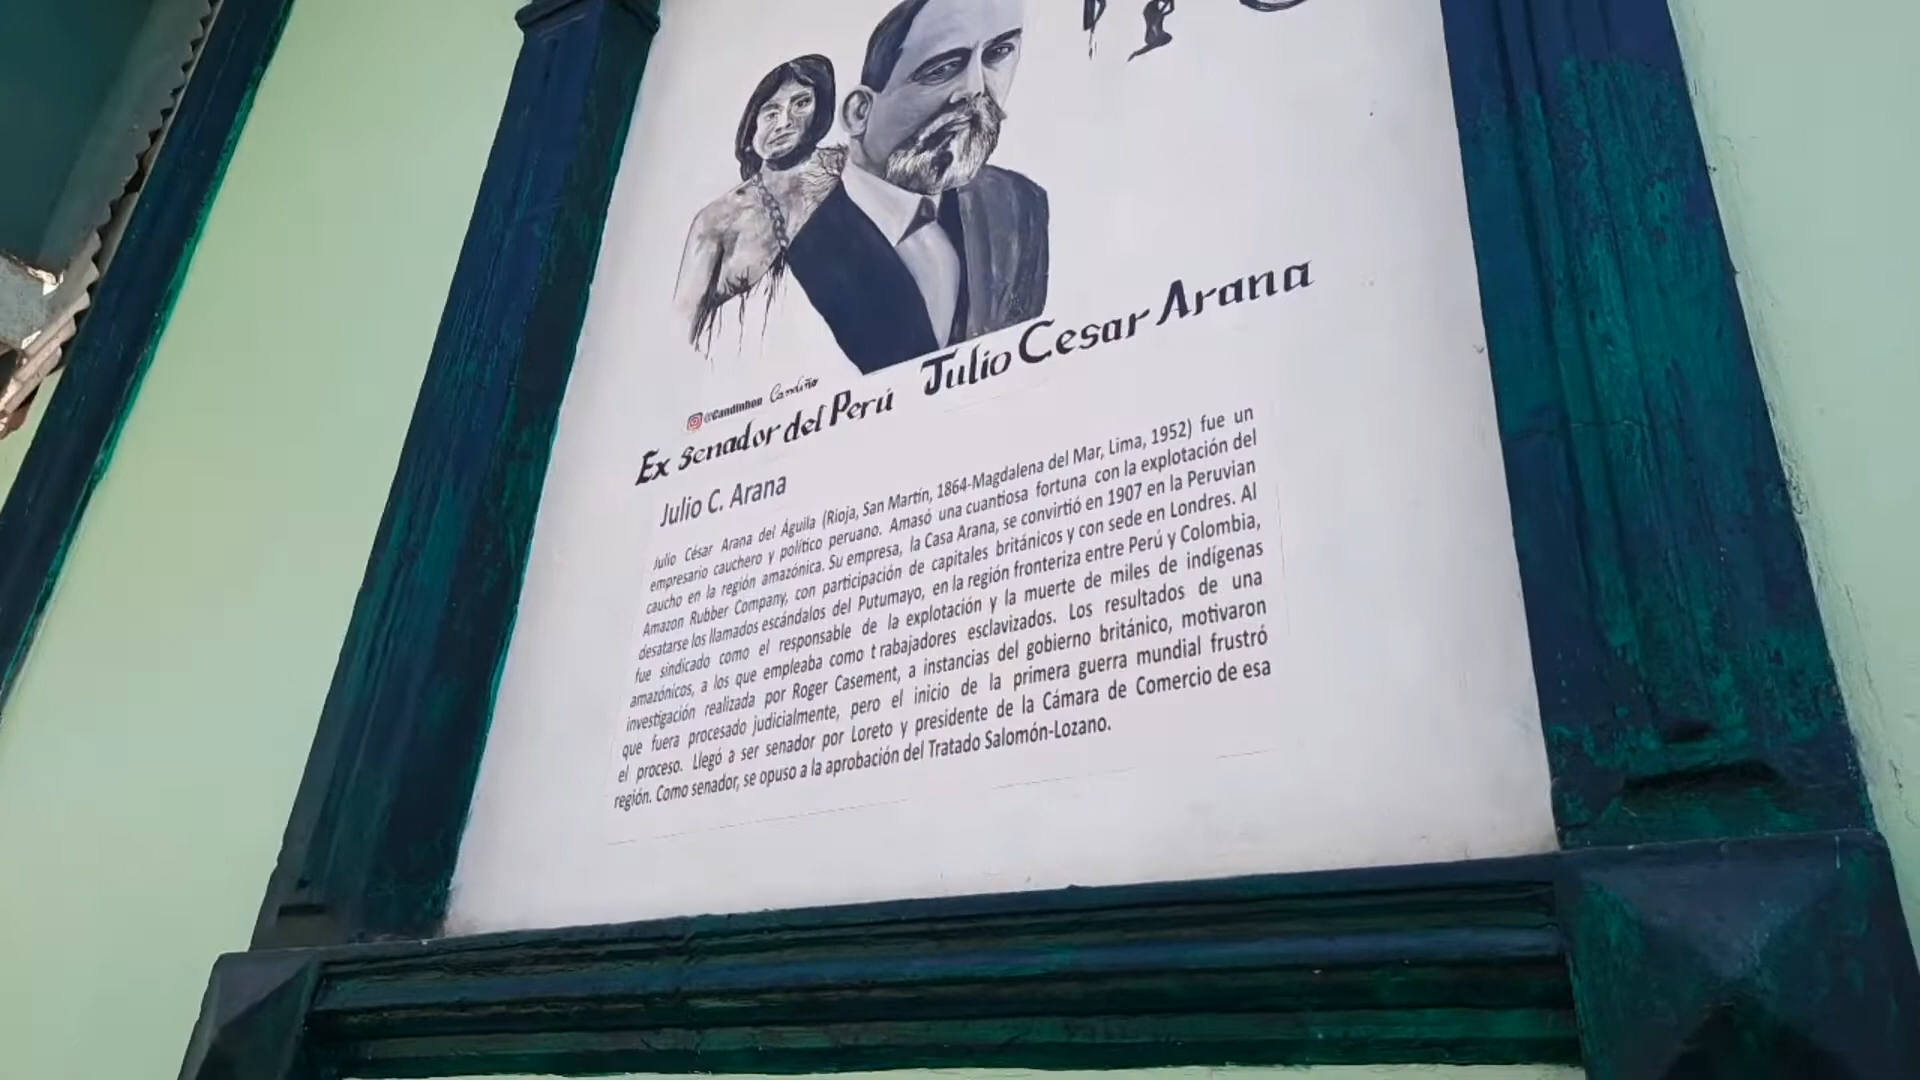 @Candinhon Candiño
Ex Senador del Perú Julio Cesar Arana
Julio C. Arana
Julio César Arana del Águila (Rioja, San Martín, 1864-Magdalena del Mar, Lima, 1952) fue un
empresario cauchero y político peruano. Amasó una cuantiosa fortuna con la explotación del
caucho en la región amazónica. Su empresa, la Casa Arana, se convirtió en 1907 en la Peruvian
Amazon Rubber Company, con participación de capitales británicos y con sede en Londres. Al
desatarse los llamados escándalos del Putumayo, en la región fronteriza entre Perú y Colombia,
fue sindicado como el responsable de la explotación y la muerte de miles de indígenas
amazónicos, a los que empleaba como t rabajadores esclavizados. Los resultados de una
investigación realizada por Roger Casement, a instancias del gobierno británico, motivaron
que fuera procesado judicialmente, pero el inicio de la primera guerra mundial frustró
el proceso. Llegó a ser senador por Loreto y presidente de la Cámara de Comercio de esa
región. Como senador, se opuso a la aprobación del Tratado Salomón-Lozano.